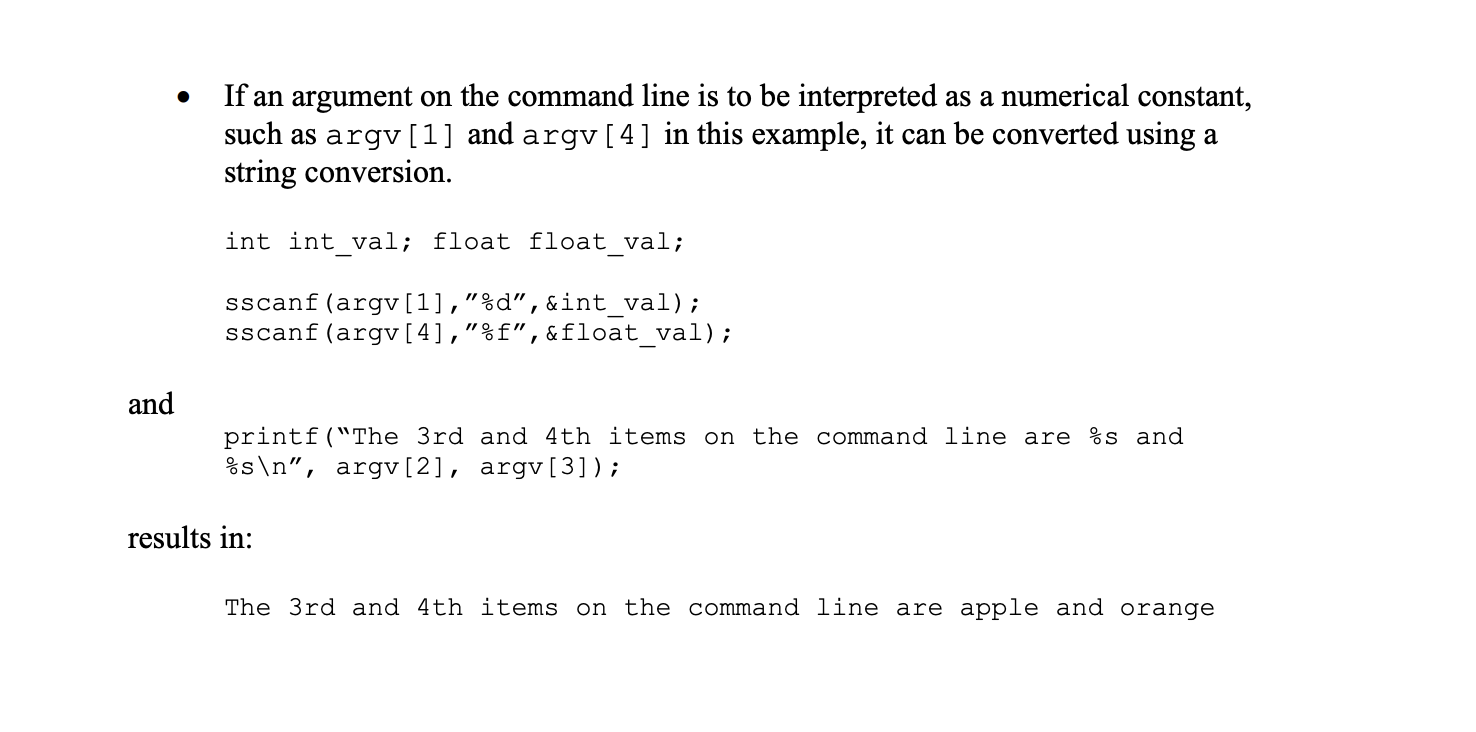 • If an argument on the command line is to be interpreted as a numerical constant,
such as argv[1] and argv[4] in this example, it can be converted using a
string conversion.
int int_val; float float_val;
sscanf(argv[1],”%d”,&int_val);
sscanf(argv[4],”%f”,&float_val);
and
printf(“The 3rd and 4th items on the command line are %s and
%s\n”, argv[2], argv[3]);
results in:
The 3rd and 4th items on the command line are apple and orange